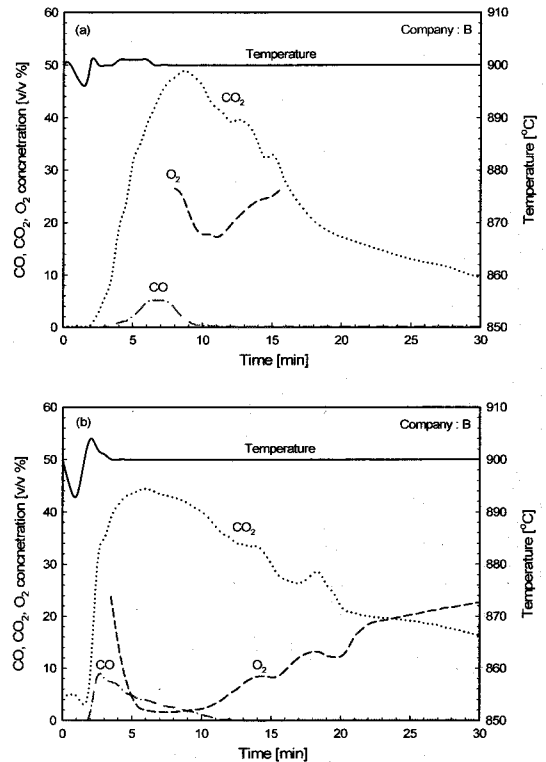 (a)
Company : B
Temperature
CO2
O2
CO
CO, CO2, O2 concnetration [v/v %]
0
10
20
30
40
50
60
Temperature [°C]
850
860
870
880
890
900
910
0
5
10
15
20
25
30
Time [min]
(b)
Company : B
Temperature
CO2
CO
O2
CO, CO2, O2 concnetration [v/v %]
0
10
20
30
40
50
60
Temperature [°C]
850
860
870
880
890
900
910
0
5
10
15
20
25
30
Time [min]